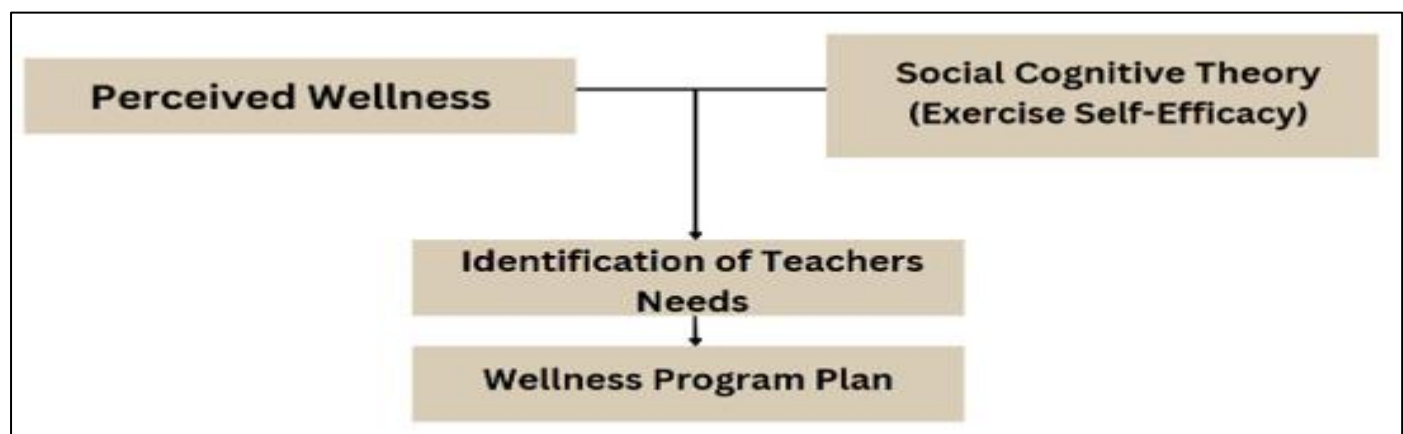 Perceived Wellness
Social Cognitive Theory
(Exercise Self-Efficacy)
Identification of Teachers
Needs
Wellness Program Plan